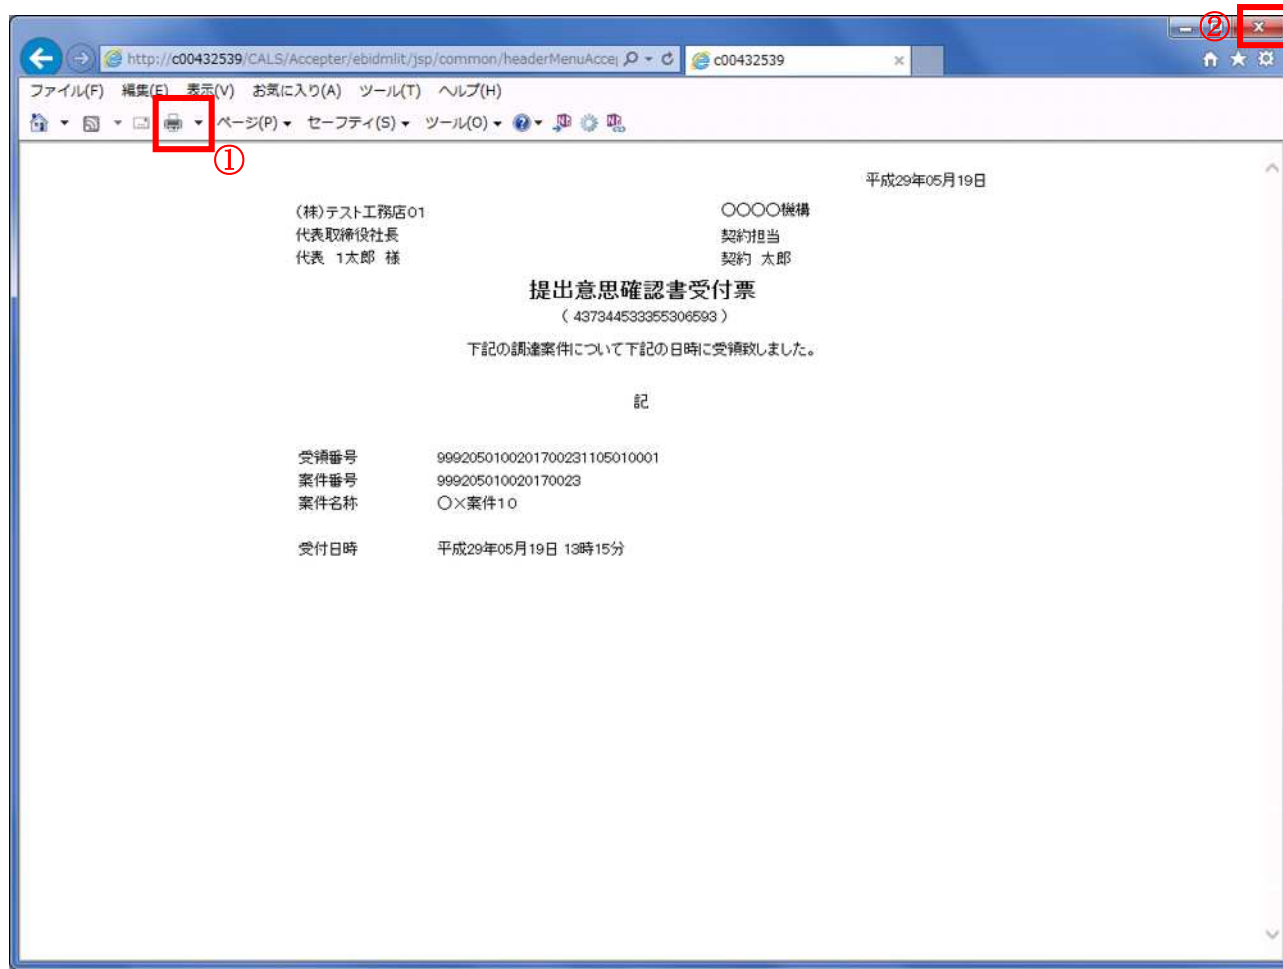 ②
http://c00432539/CALS/Accepter/ebidmlit/jsp/common/headerMenuAccep
c00432539
ファイル(F) 編集(E) 表示(V) お気に入り(A) ツール(T) ヘルプ(H)
ページ(P) セーフティ(S) ツール(O)
①
平成29年05月19日
(株)テスト工務店01
〇〇〇〇機構
代表取締役社長
契約担当
代表 1太郎 様
契約 太郎
提出意思確認書受付票
( 437344533355306593 )
下記の調達案件について下記の日時に受領致しました。
記
受領番号 99920501002017002311​05010001
案件番号 999205010020170023
案件名称 〇×案件10
受付日時 平成29年05月19日 13時15分